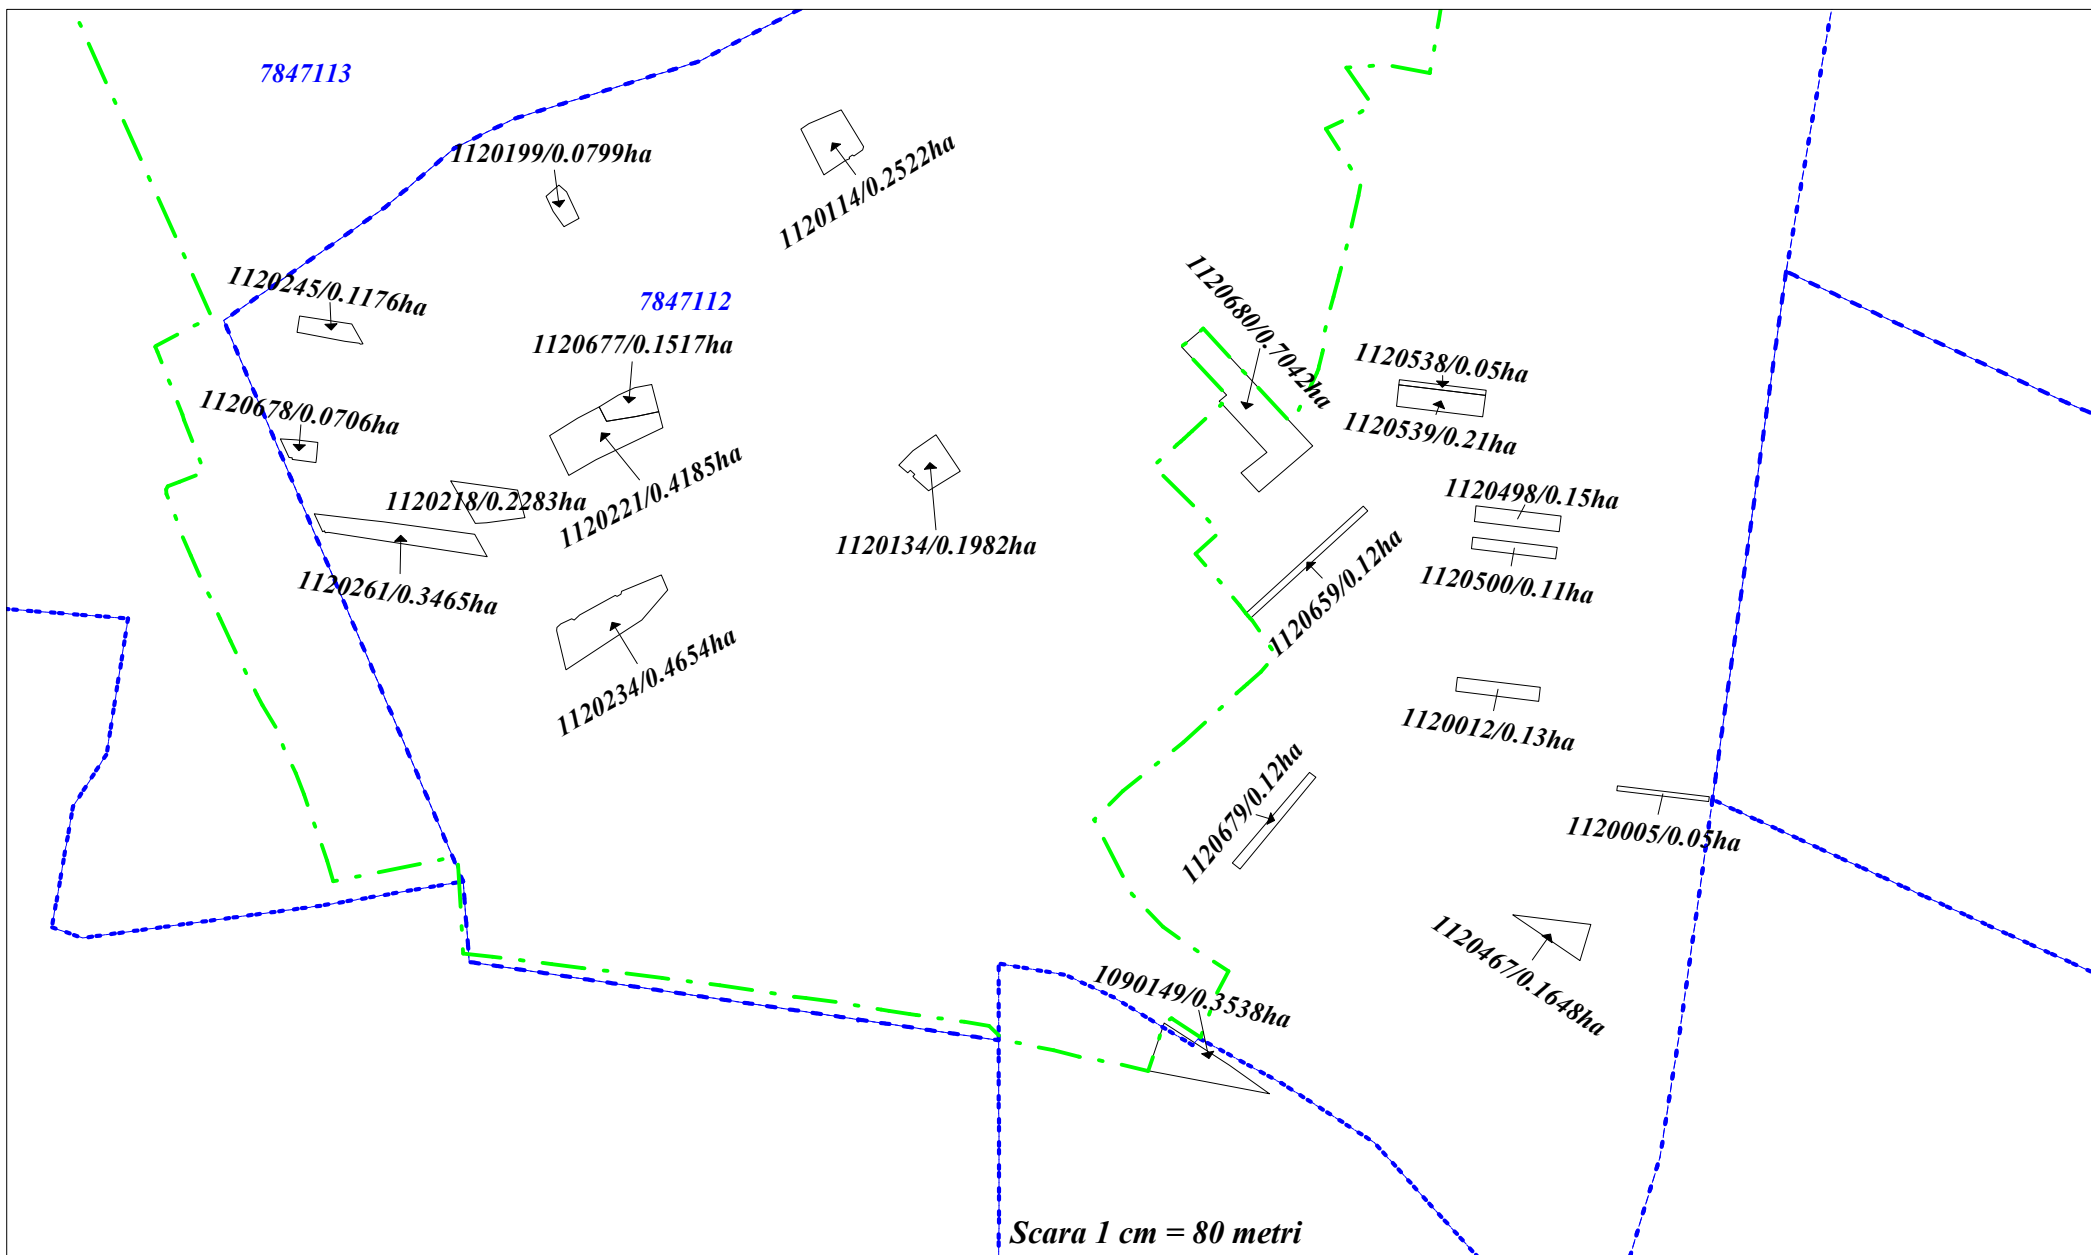 7847113
1120199/0.0799ha
1120114/0.2522ha
1120245/0.1176ha
7847112
1120677/0.1517ha
1120680/0.7042ha
1120538/0.05ha
1120678/0.0706ha
1120539/0.21ha
1120218/0.2283ha
1120221/0.4185ha
1120498/0.15ha
1120134/0.1982ha
1120261/0.3465ha
1120659/0.12ha
1120500/0.11ha
1120234/0.4654ha
1120012/0.13ha
1120679/0.12ha
1120005/0.05ha
1120467/0.1648ha
1090149/0.3538ha
Scara 1 cm = 80 metri